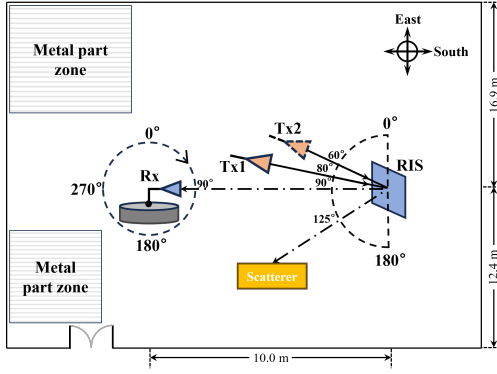 East
South
Metal part
zone
16.9 m
0°
Tx2
0°
Tx1
60°
80°
RIS
Rx
90°
90°
270°
125°
180°
180°
Metal
part zone
Scatterer
12.4 m
10.0 m